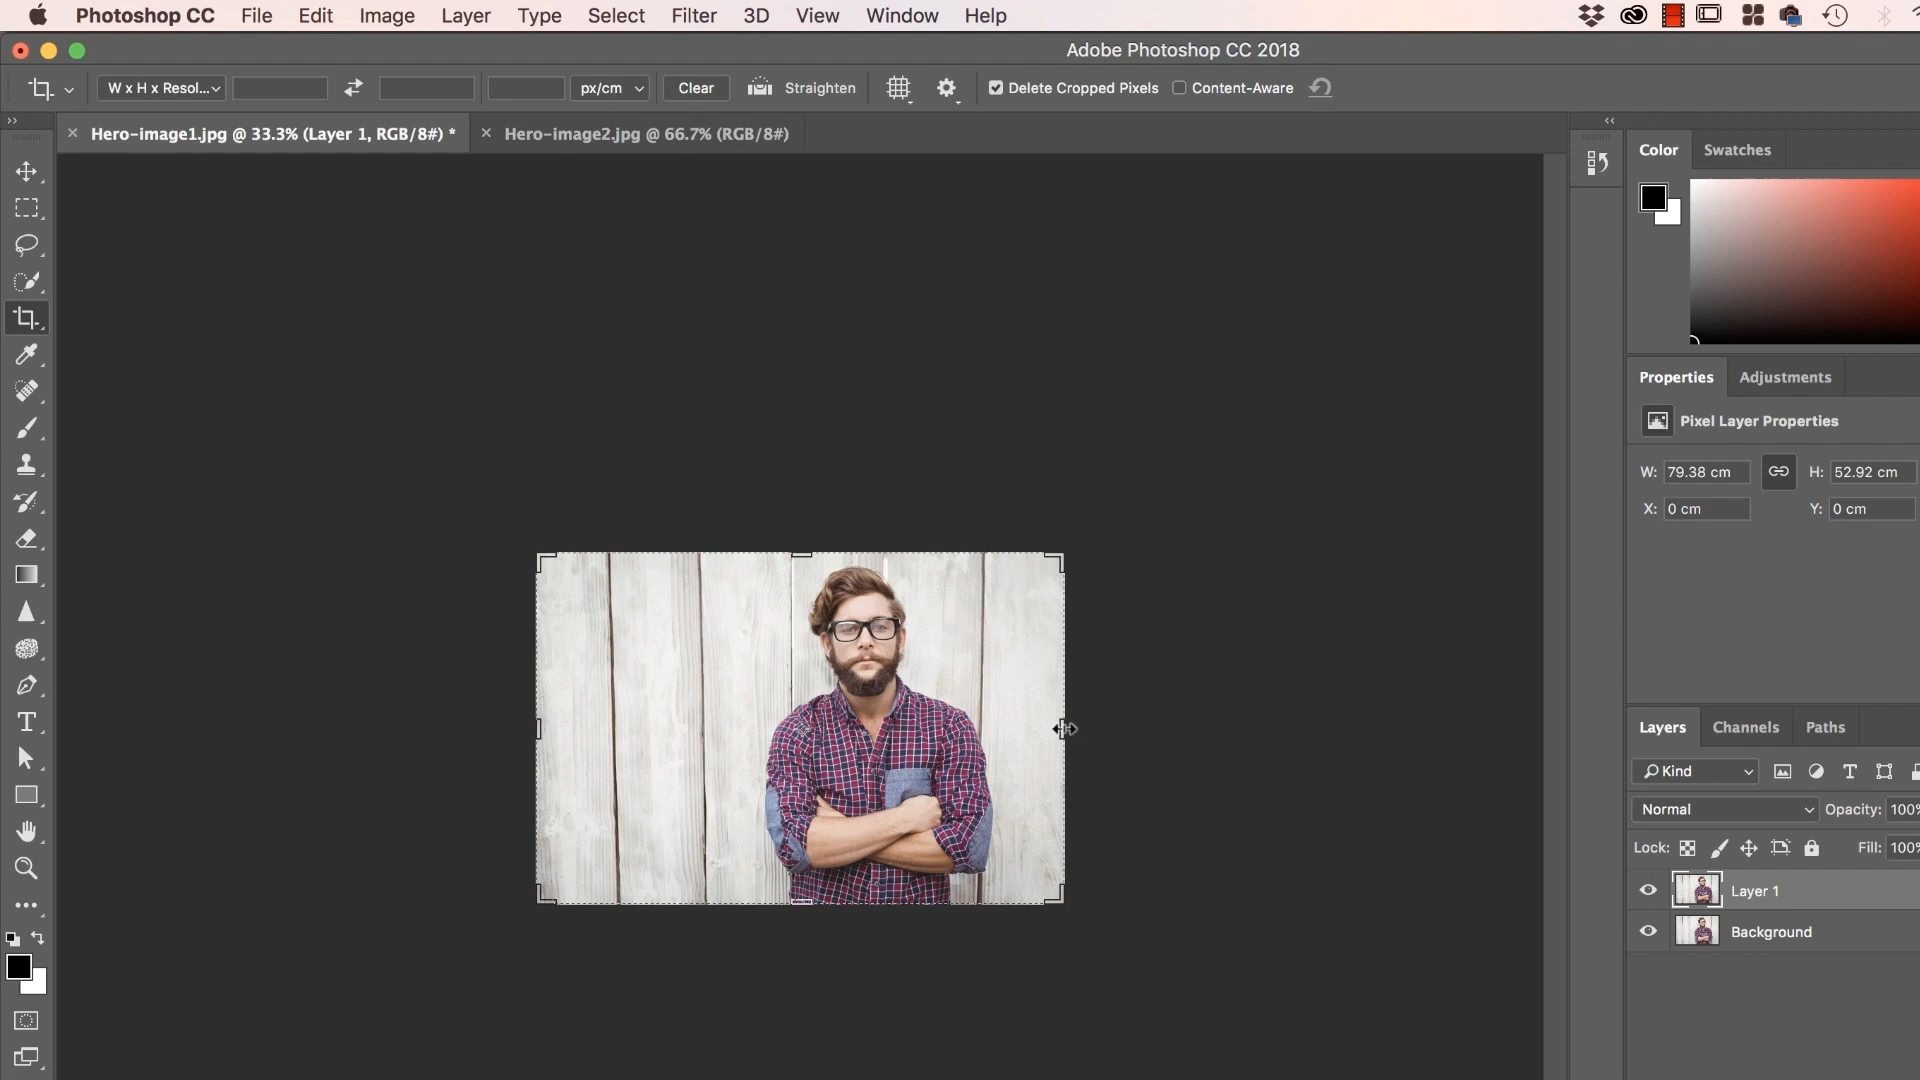 Photoshop CC File Edit Image Layer Type Select Filter 3D View Window Help
Adobe Photoshop CC 2018
W x H x Resol... px/cm Clear Straighten Delete Cropped Pixels Content-Aware
Hero-image1.jpg @ 33.3% (Layer 1, RGB/8#) * Hero-image2.jpg @ 66.7% (RGB/8#)
Color Swatches
Properties Adjustments
Pixel Layer Properties
W: 79.38 cm H: 52.92 cm
X: 0 cm Y: 0 cm
Layers Channels Paths
Kind
Normal Opacity: 100%
Lock: Fill: 100%
Layer 1
Background